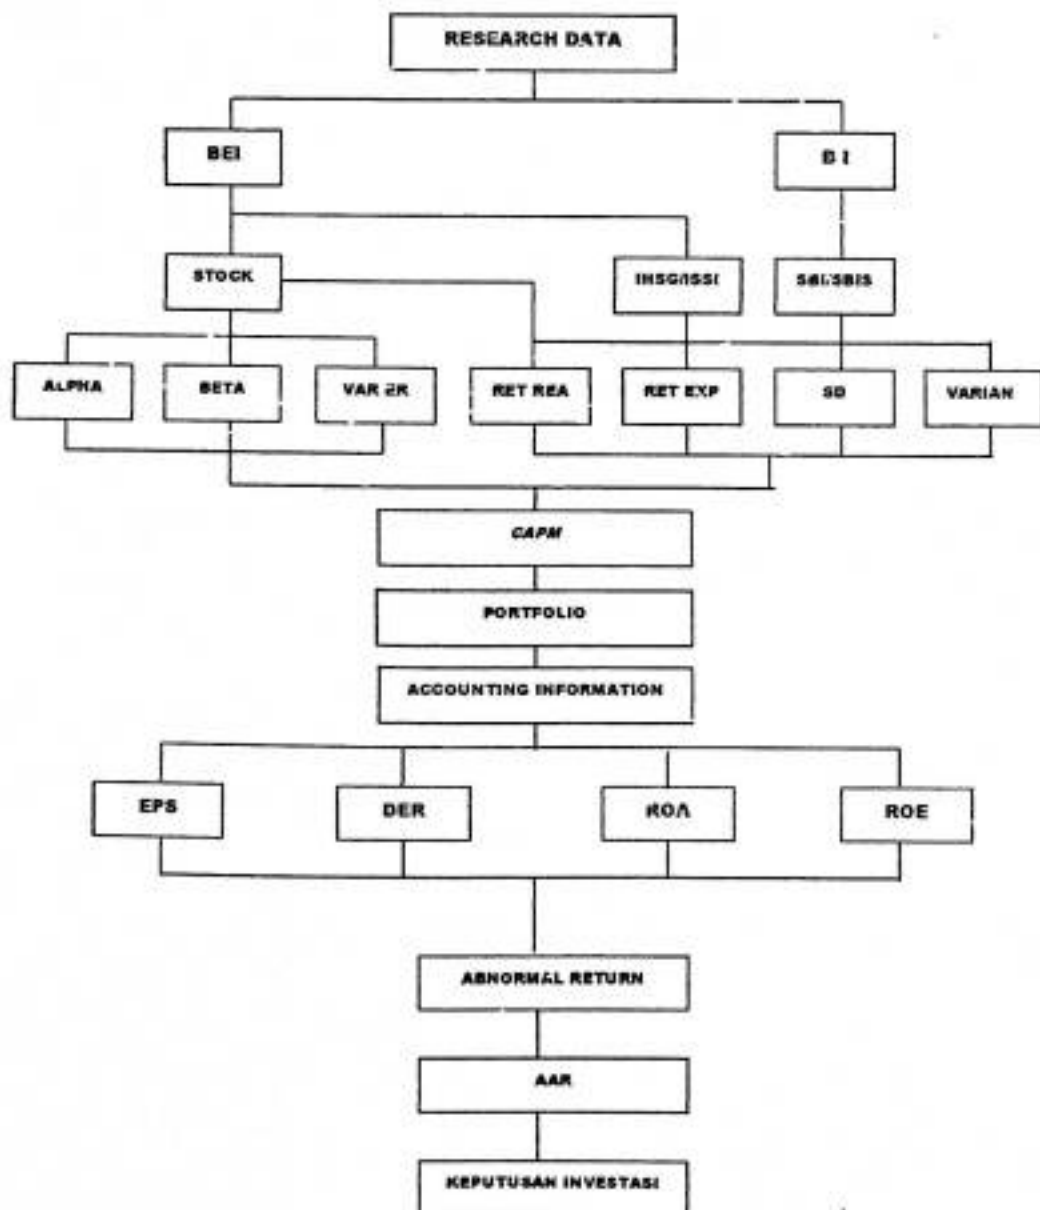 RESEARCH DATA
BEI
B I
STOCK
IHSG/ISSI
SBI/SBIS
ALPHA
BETA
VAR ER
RET REA
RET EXP
SD
VARIAN
CAPM
PORTFOLIO
ACCOUNTING INFORMATION
EPS
DER
ROA
ROE
ABNORMAL RETURN
AAR
KEPUTUSAN INVESTASI